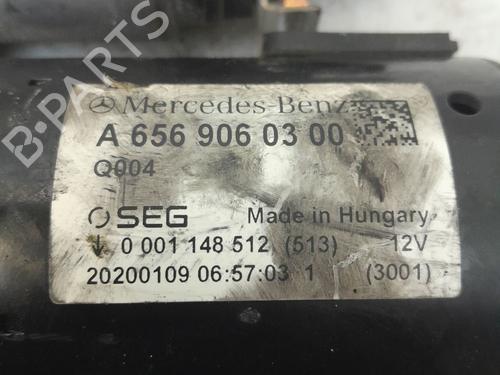 B-PARTS
Mercedes-Benz
A 656 906 03 00
Q004
SEG Made in Hungary
0 001 148 512 (513) 12V
20200109 06:57:03 1 (3001)